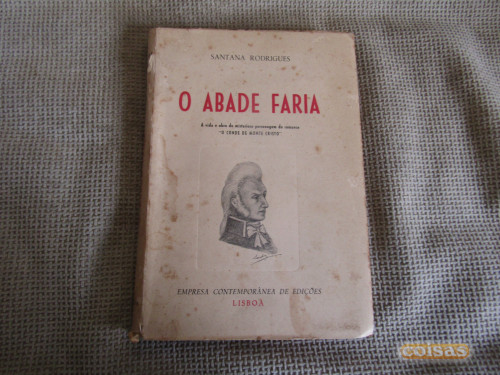 SANTANA RODRIGUES
O ABADE FARIA
A vida e obra do misterioso personagem do romance
"O CONDE DE MONTE CRISTO"
EMPRESA CONTEMPORÂNEA DE EDIÇÕES
LISBOA
coisas